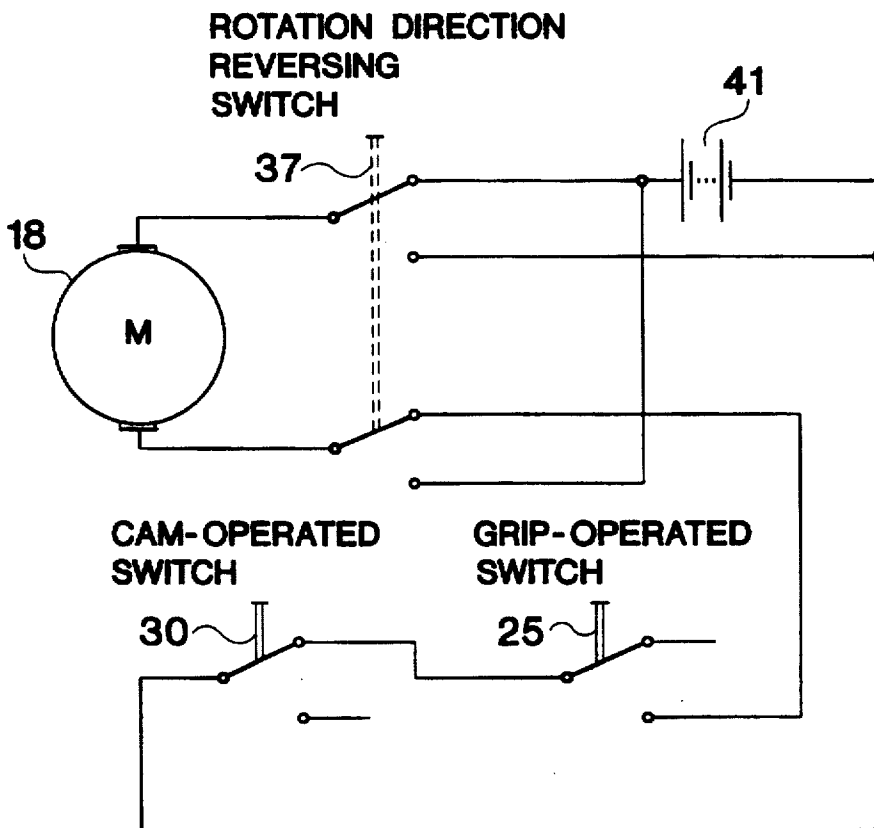 ROTATION DIRECTION
REVERSING
SWITCH
41
37
18
M
CAM-OPERATED
SWITCH
GRIP-OPERATED
SWITCH
30
25